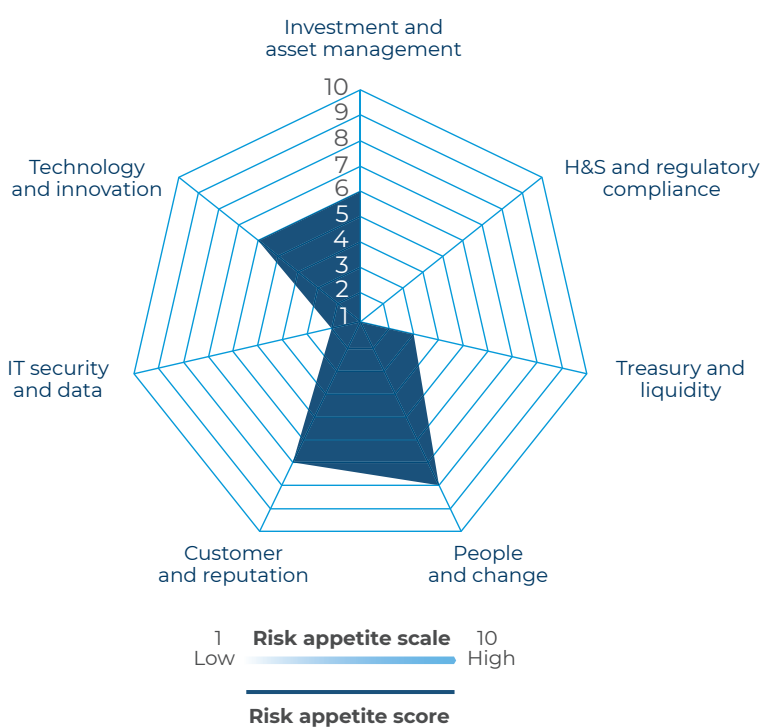 Investment and
asset management
10
9
8
7
6
5
4
3
2
1
Technology
and innovation
H&S and regulatory
compliance
IT security
and data
Treasury and
liquidity
Customer
and reputation
People
and change
1 Risk appetite scale 10
Low High
Risk appetite score